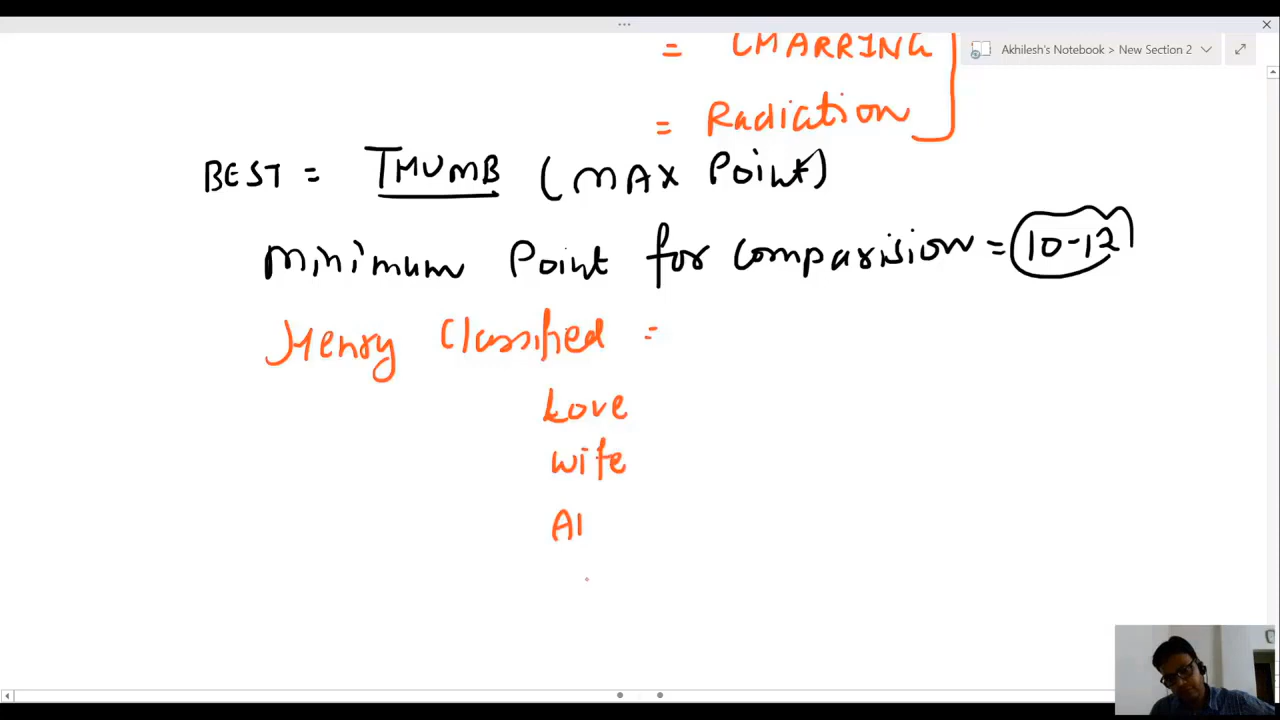 Akhilesh's Notebook > New Section 2
= CHARRING
= Radiation
BEST = THUMB (MAX Point)
Minimum Point for comparision = 10-12
Henry Classified =
Love
wife
Al